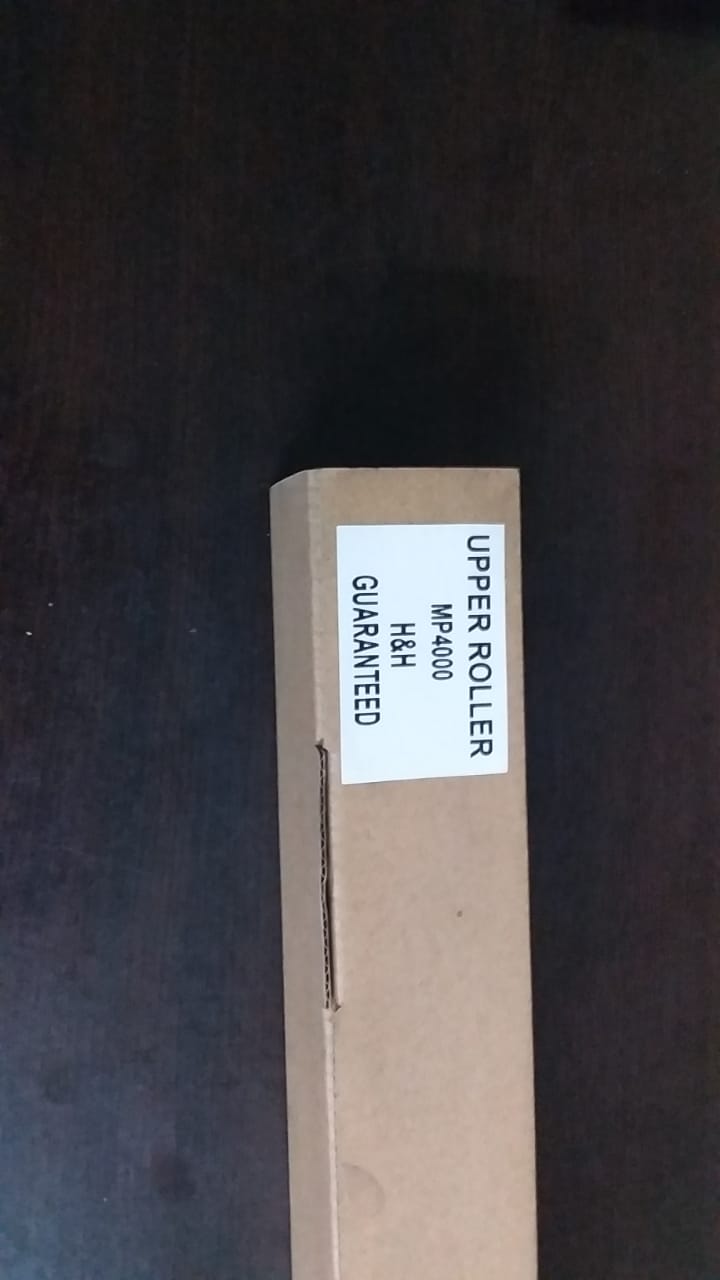 UPPER ROLLER
MP4000
H&H
GUARANTEED